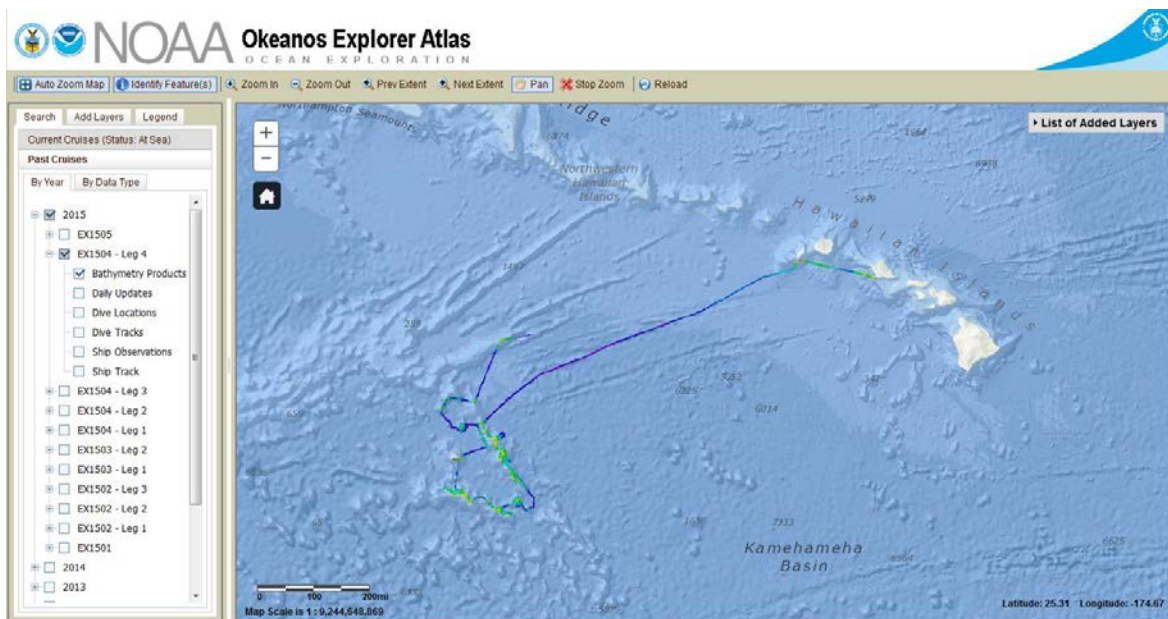 NOAA Okeanos Explorer Atlas
OCEAN EXPLORATION
Auto Zoom Map Identify Feature(s) Zoom In Zoom Out Prev Extent Next Extent Pan Stop Zoom Reload
Search Add Layers Legend
Current Cruises (Status: At Sea)
Past Cruises
By Year By Data Type
2015
EX1505
EX1504 - Leg 4
Bathymetry Products
Daily Updates
Dive Locations
Dive Tracks
Ship Observations
Ship Track
EX1504 - Leg 3
EX1504 - Leg 2
EX1504 - Leg 1
EX1503 - Leg 2
EX1503 - Leg 1
EX1502 - Leg 3
EX1502 - Leg 2
EX1502 - Leg 1
EX1501
2014
2013
+
−
List of Added Layers
Northampton Seamounts
5874
Northwestern
Hawaiian
Islands
5279
Hawaiian Islands
6014
Kamehameha
Basin
0 100 200mi
Map Scale is 1 : 9,244,648,869
Latitude: 25.31 Longitude: -174.67